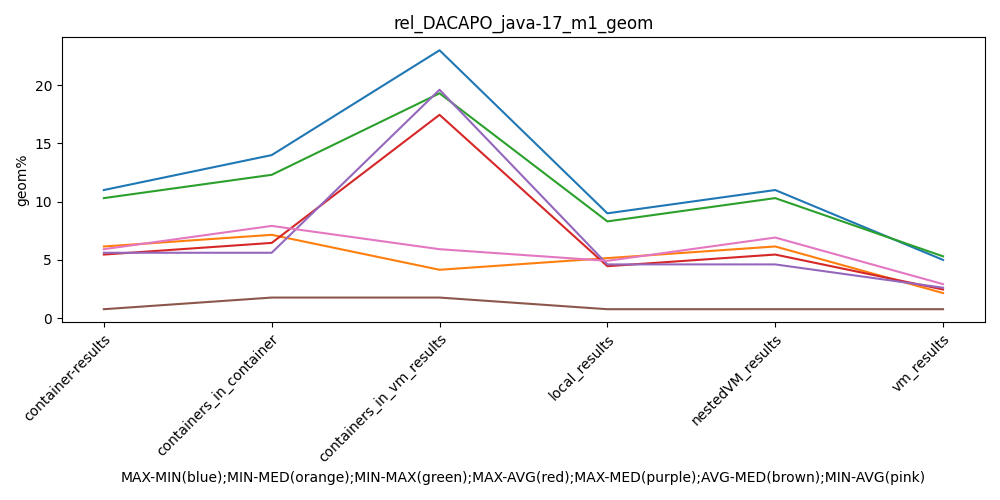 rel_DACAPO_java-17_m1_geom
geom%
20
15
10
5
0
container-results
containers_in_container
containers_in_vm_results
local_results
nestedVM_results
vm_results
MAX-MIN(blue);MIN-MED(orange);MIN-MAX(green);MAX-AVG(red);MAX-MED(purple);AVG-MED(brown);MIN-AVG(pink)